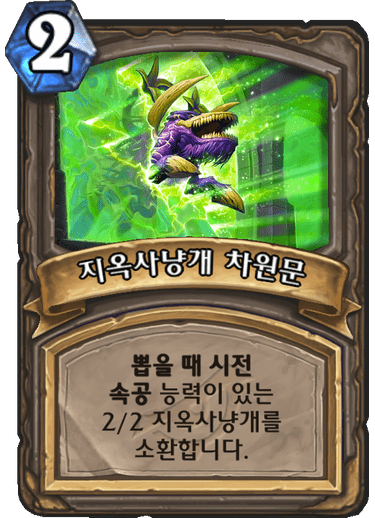 2
지옥사냥개 차원문
뽑을 때 시전
속공 능력이 있는
2/2 지옥사냥개를
소환합니다.